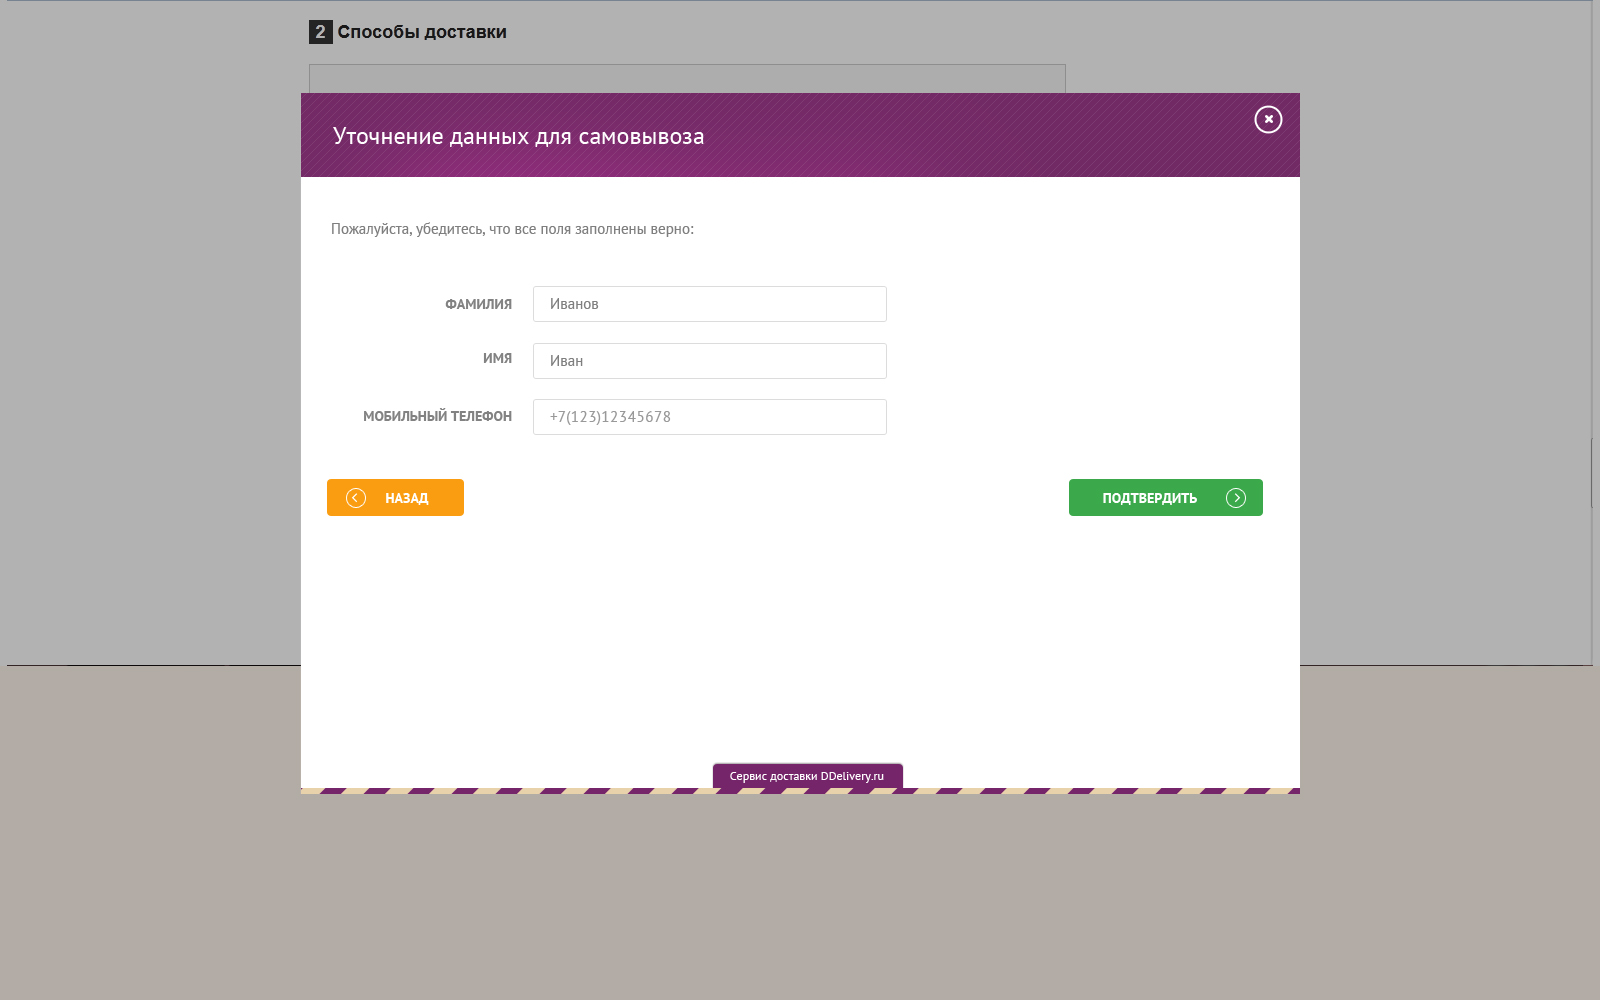 2 Способы доставки
Уточнение данных для самовывоза
Пожалуйста, убедитесь, что все поля заполнены верно:
ФАМИЛИЯ Иванов
ИМЯ Иван
МОБИЛЬНЫЙ ТЕЛЕФОН +7(123)12345678
НАЗАД ПОДТВЕРДИТЬ
Сервис доставки DDelivery.ru